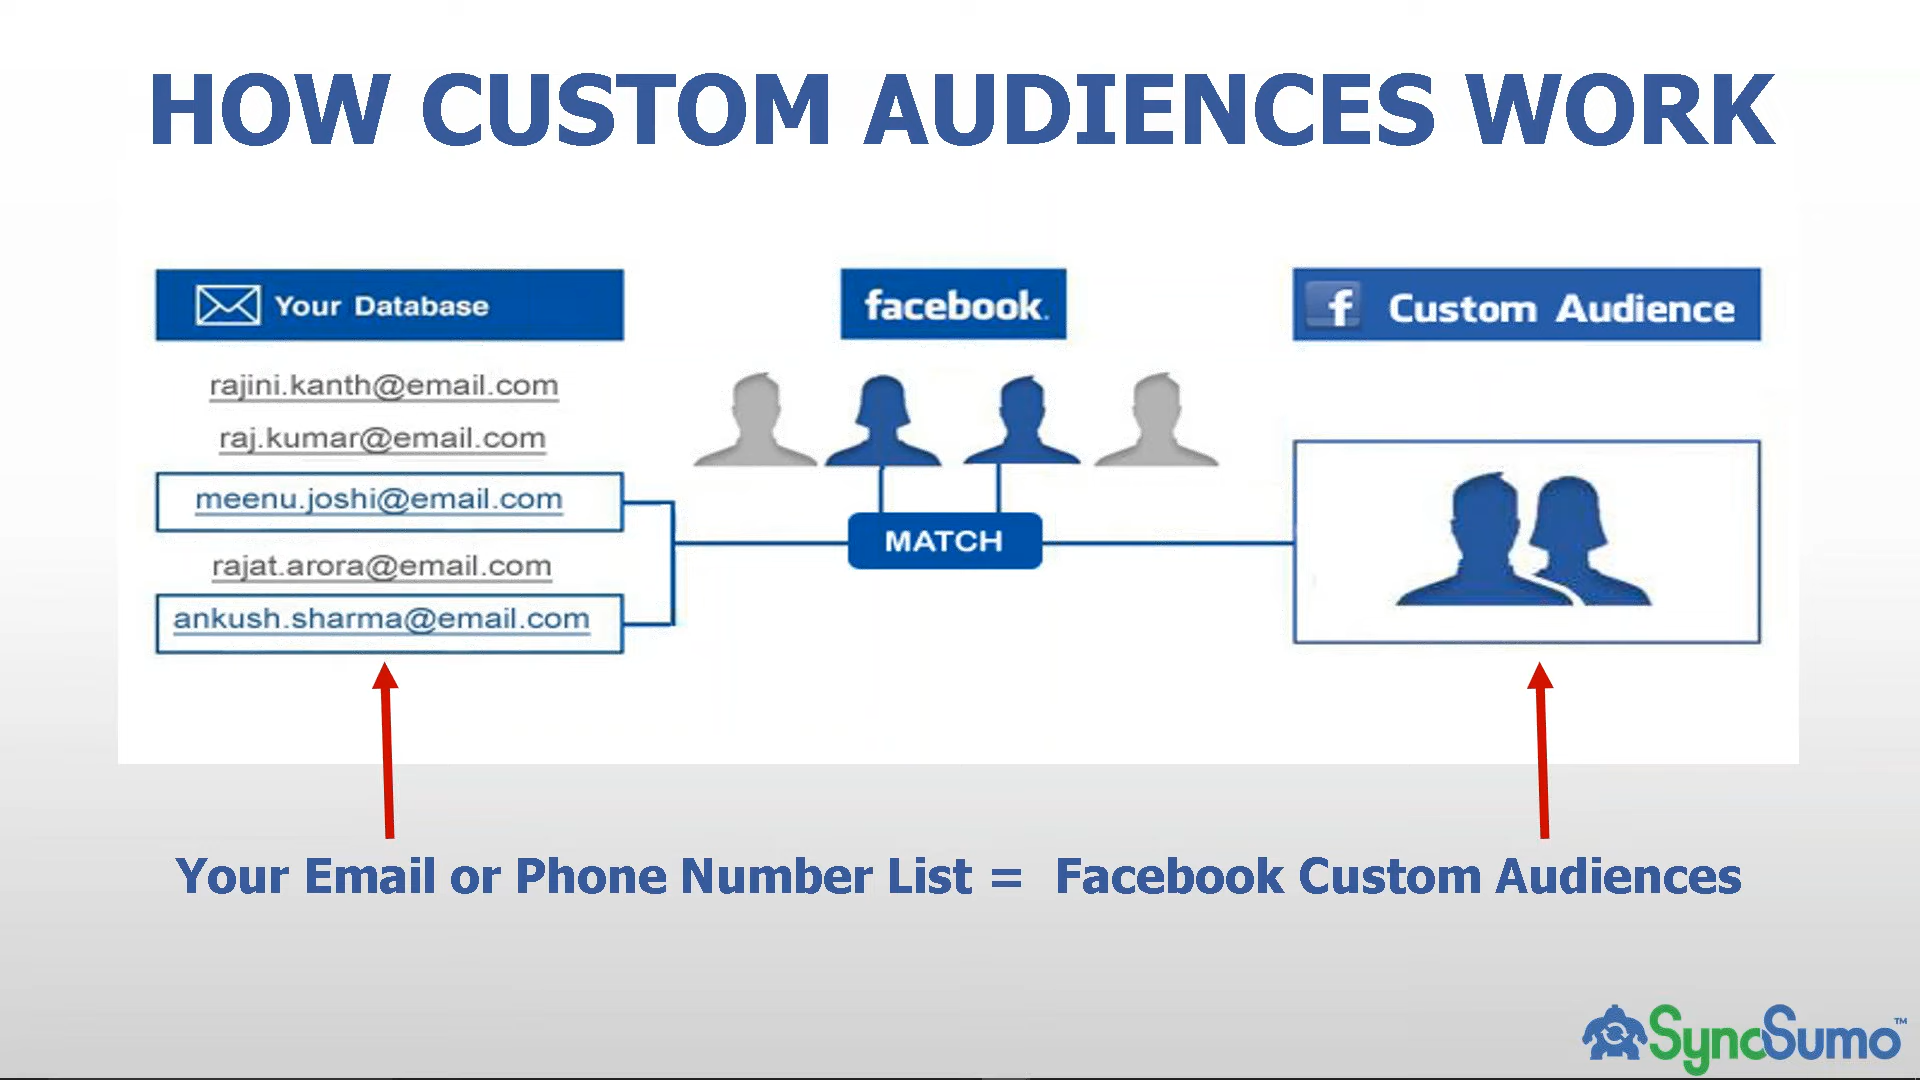 HOW CUSTOM AUDIENCES WORK
Your Database
facebook.
f Custom Audience
rajini.kanth@email.com
raj.kumar@email.com
meenu.joshi@email.com
MATCH
rajat.arora@email.com
ankush.sharma@email.com
Your Email or Phone Number List = Facebook Custom Audiences
SyncSumo™